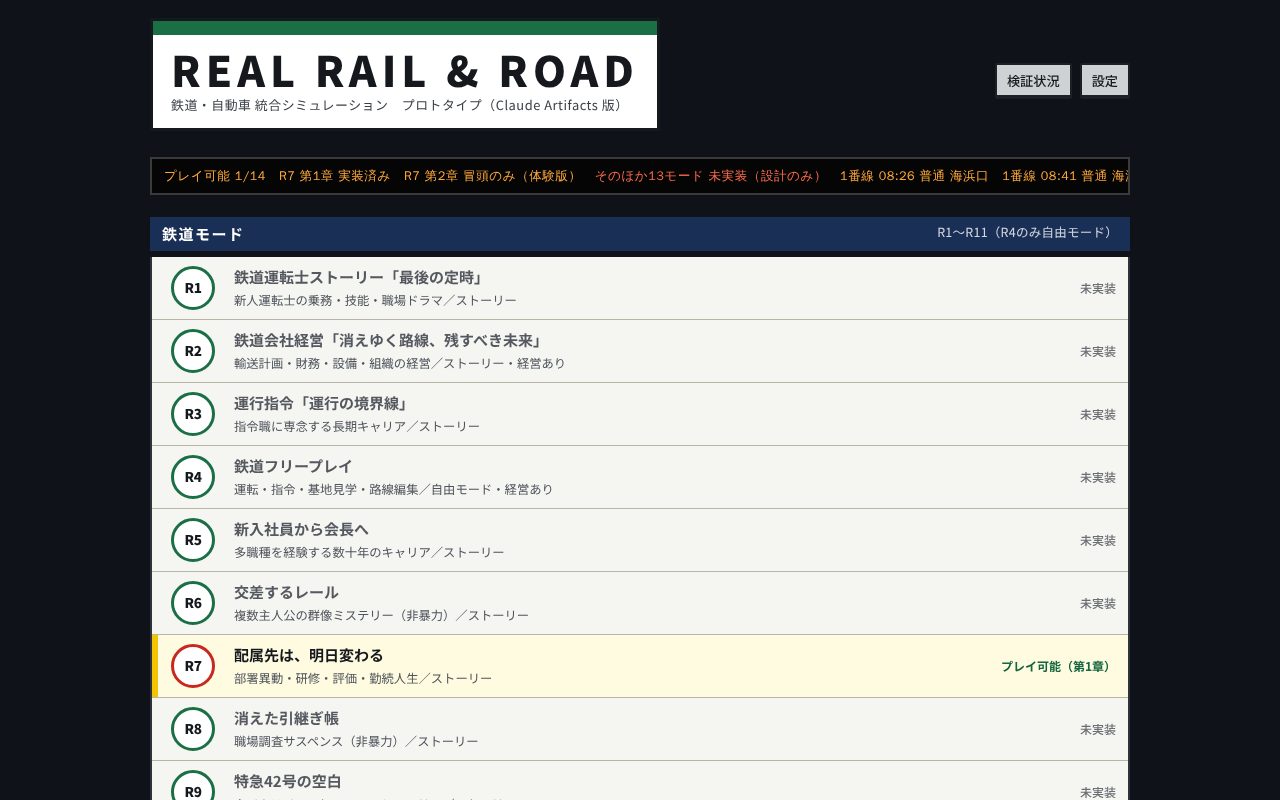 REAL RAIL & ROAD
鉄道・自動車 統合シミュレーション　プロトタイプ（Claude Artifacts 版）
検証状況
設定
プレイ可能 1/14　R7 第1章 実装済み　R7 第2章 冒頭のみ（体験版）　そのほか13モード 未実装（設計のみ）　1番線 08:26 普通 海浜口　1番線 08:41 普通 海
鉄道モード
R1〜R11（R4のみ自由モード）
R1
鉄道運転士ストーリー「最後の定時」
新人運転士の乗務・技能・職場ドラマ／ストーリー
未実装
R2
鉄道会社経営「消えゆく路線、残すべき未来」
輸送計画・財務・設備・組織の経営／ストーリー・経営あり
未実装
R3
運行指令「運行の境界線」
指令職に専念する長期キャリア／ストーリー
未実装
R4
鉄道フリープレイ
運転・指令・基地見学・路線編集／自由モード・経営あり
未実装
R5
新入社員から会長へ
多職種を経験する数十年のキャリア／ストーリー
未実装
R6
交差するレール
複数主人公の群像ミステリー（非暴力）／ストーリー
未実装
R7
配属先は、明日変わる
部署異動・研修・評価・勤続人生／ストーリー
プレイ可能（第1章）
R8
消えた引継ぎ帳
職場調査サスペンス（非暴力）／ストーリー
未実装
R9
特急42号の空白
未実装